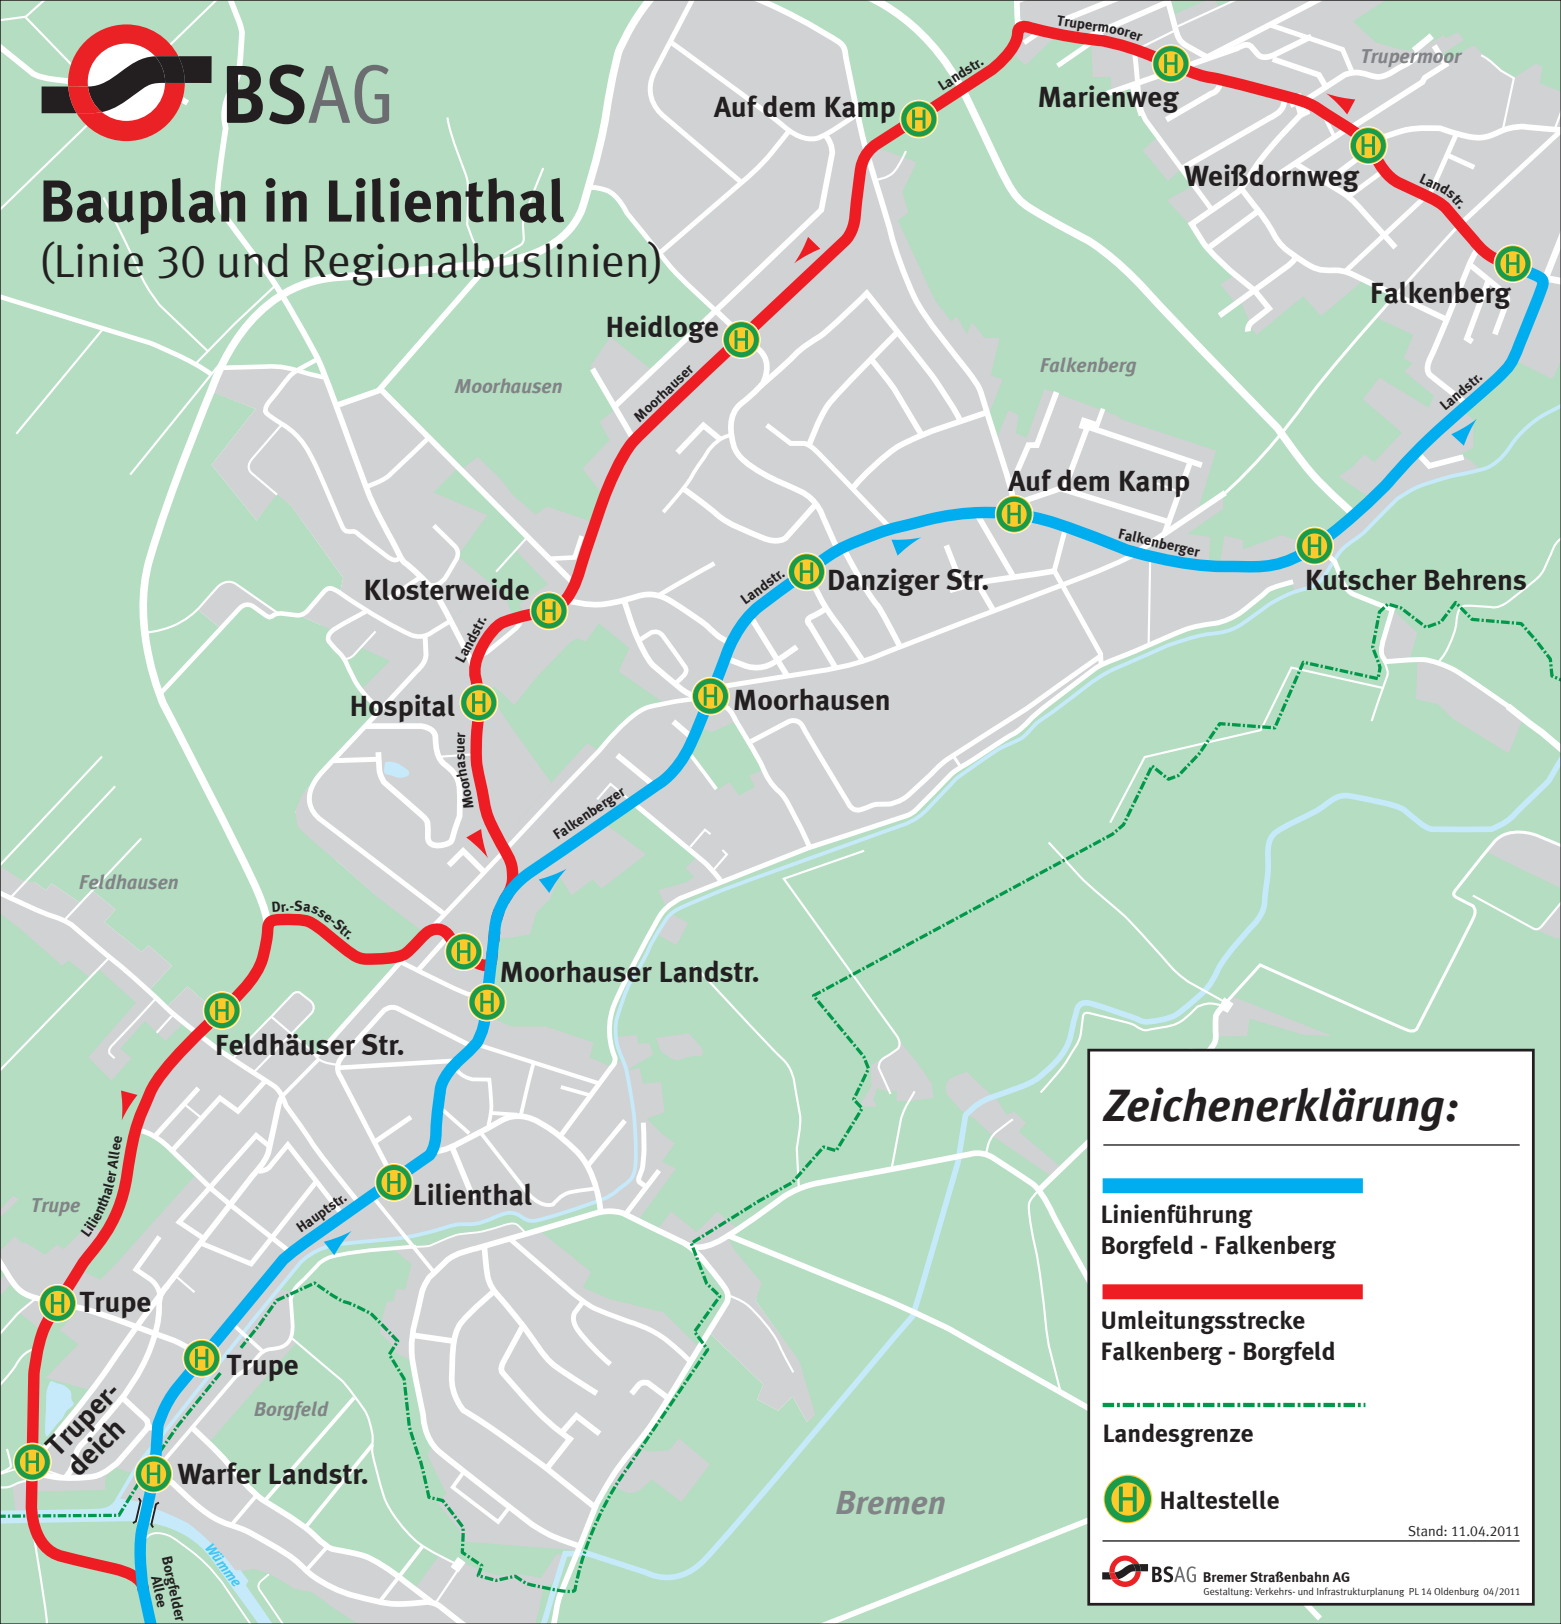 BSAG
Bauplan in Lilienthal
(Linie 30 und Regionalbuslinien)
Trupermoorer
Trupermoor
Landstr.
Marienweg
Auf dem Kamp
Weißdornweg
Landstr.
Falkenberg
Heidloge
Moorhausen
Falkenberg
Moorhauser
Landstr.
Auf dem Kamp
Falkenberger
Danziger Str.
Landstr.
Kutscher Behrens
Klosterweide
Landstr.
Hospital
Moorhausen
Moorhasuer
Falkenberger
Feldhausen
Dr.-Sasse-Str.
Moorhauser Landstr.
Feldhäuser Str.
Lilienthaler Allee
Trupe
Hauptstr.
Lilienthal
Trupe
Trupe
Truper-
deich
Borgfeld
Warfer Landstr.
Bremen
Wümme
Borgfelder
Allee
Zeichenerklärung:
Linienführung
Borgfeld - Falkenberg
Umleitungsstrecke
Falkenberg - Borgfeld
Landesgrenze
H Haltestelle
Stand: 11.04.2011
BSAG Bremer Straßenbahn AG
Gestaltung: Verkehrs- und Infrastrukturplanung PL 14 Oldenburg 04/2011